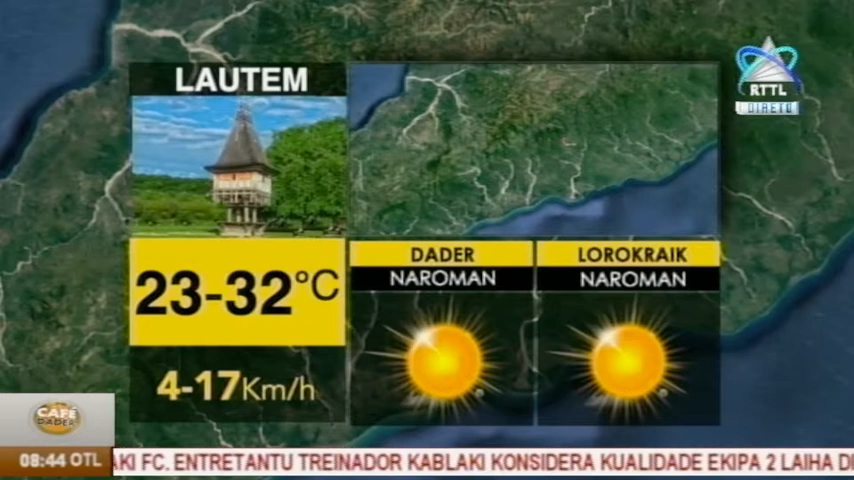 LAUTEM
RTTL
DIRETO
23-32°C
4-17Km/h
DADER
NAROMAN
LOROKRAIK
NAROMAN
CAFÉ
DADER
08:44 OTL
AKI FC. ENTRETANTU TREINADOR KABLAKI KONSIDERA KUALIDADE EKIPA 2 LAIHA DI